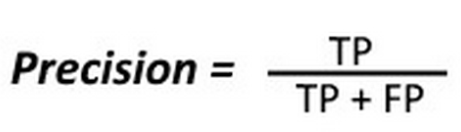 Precision = TP
TP + FP